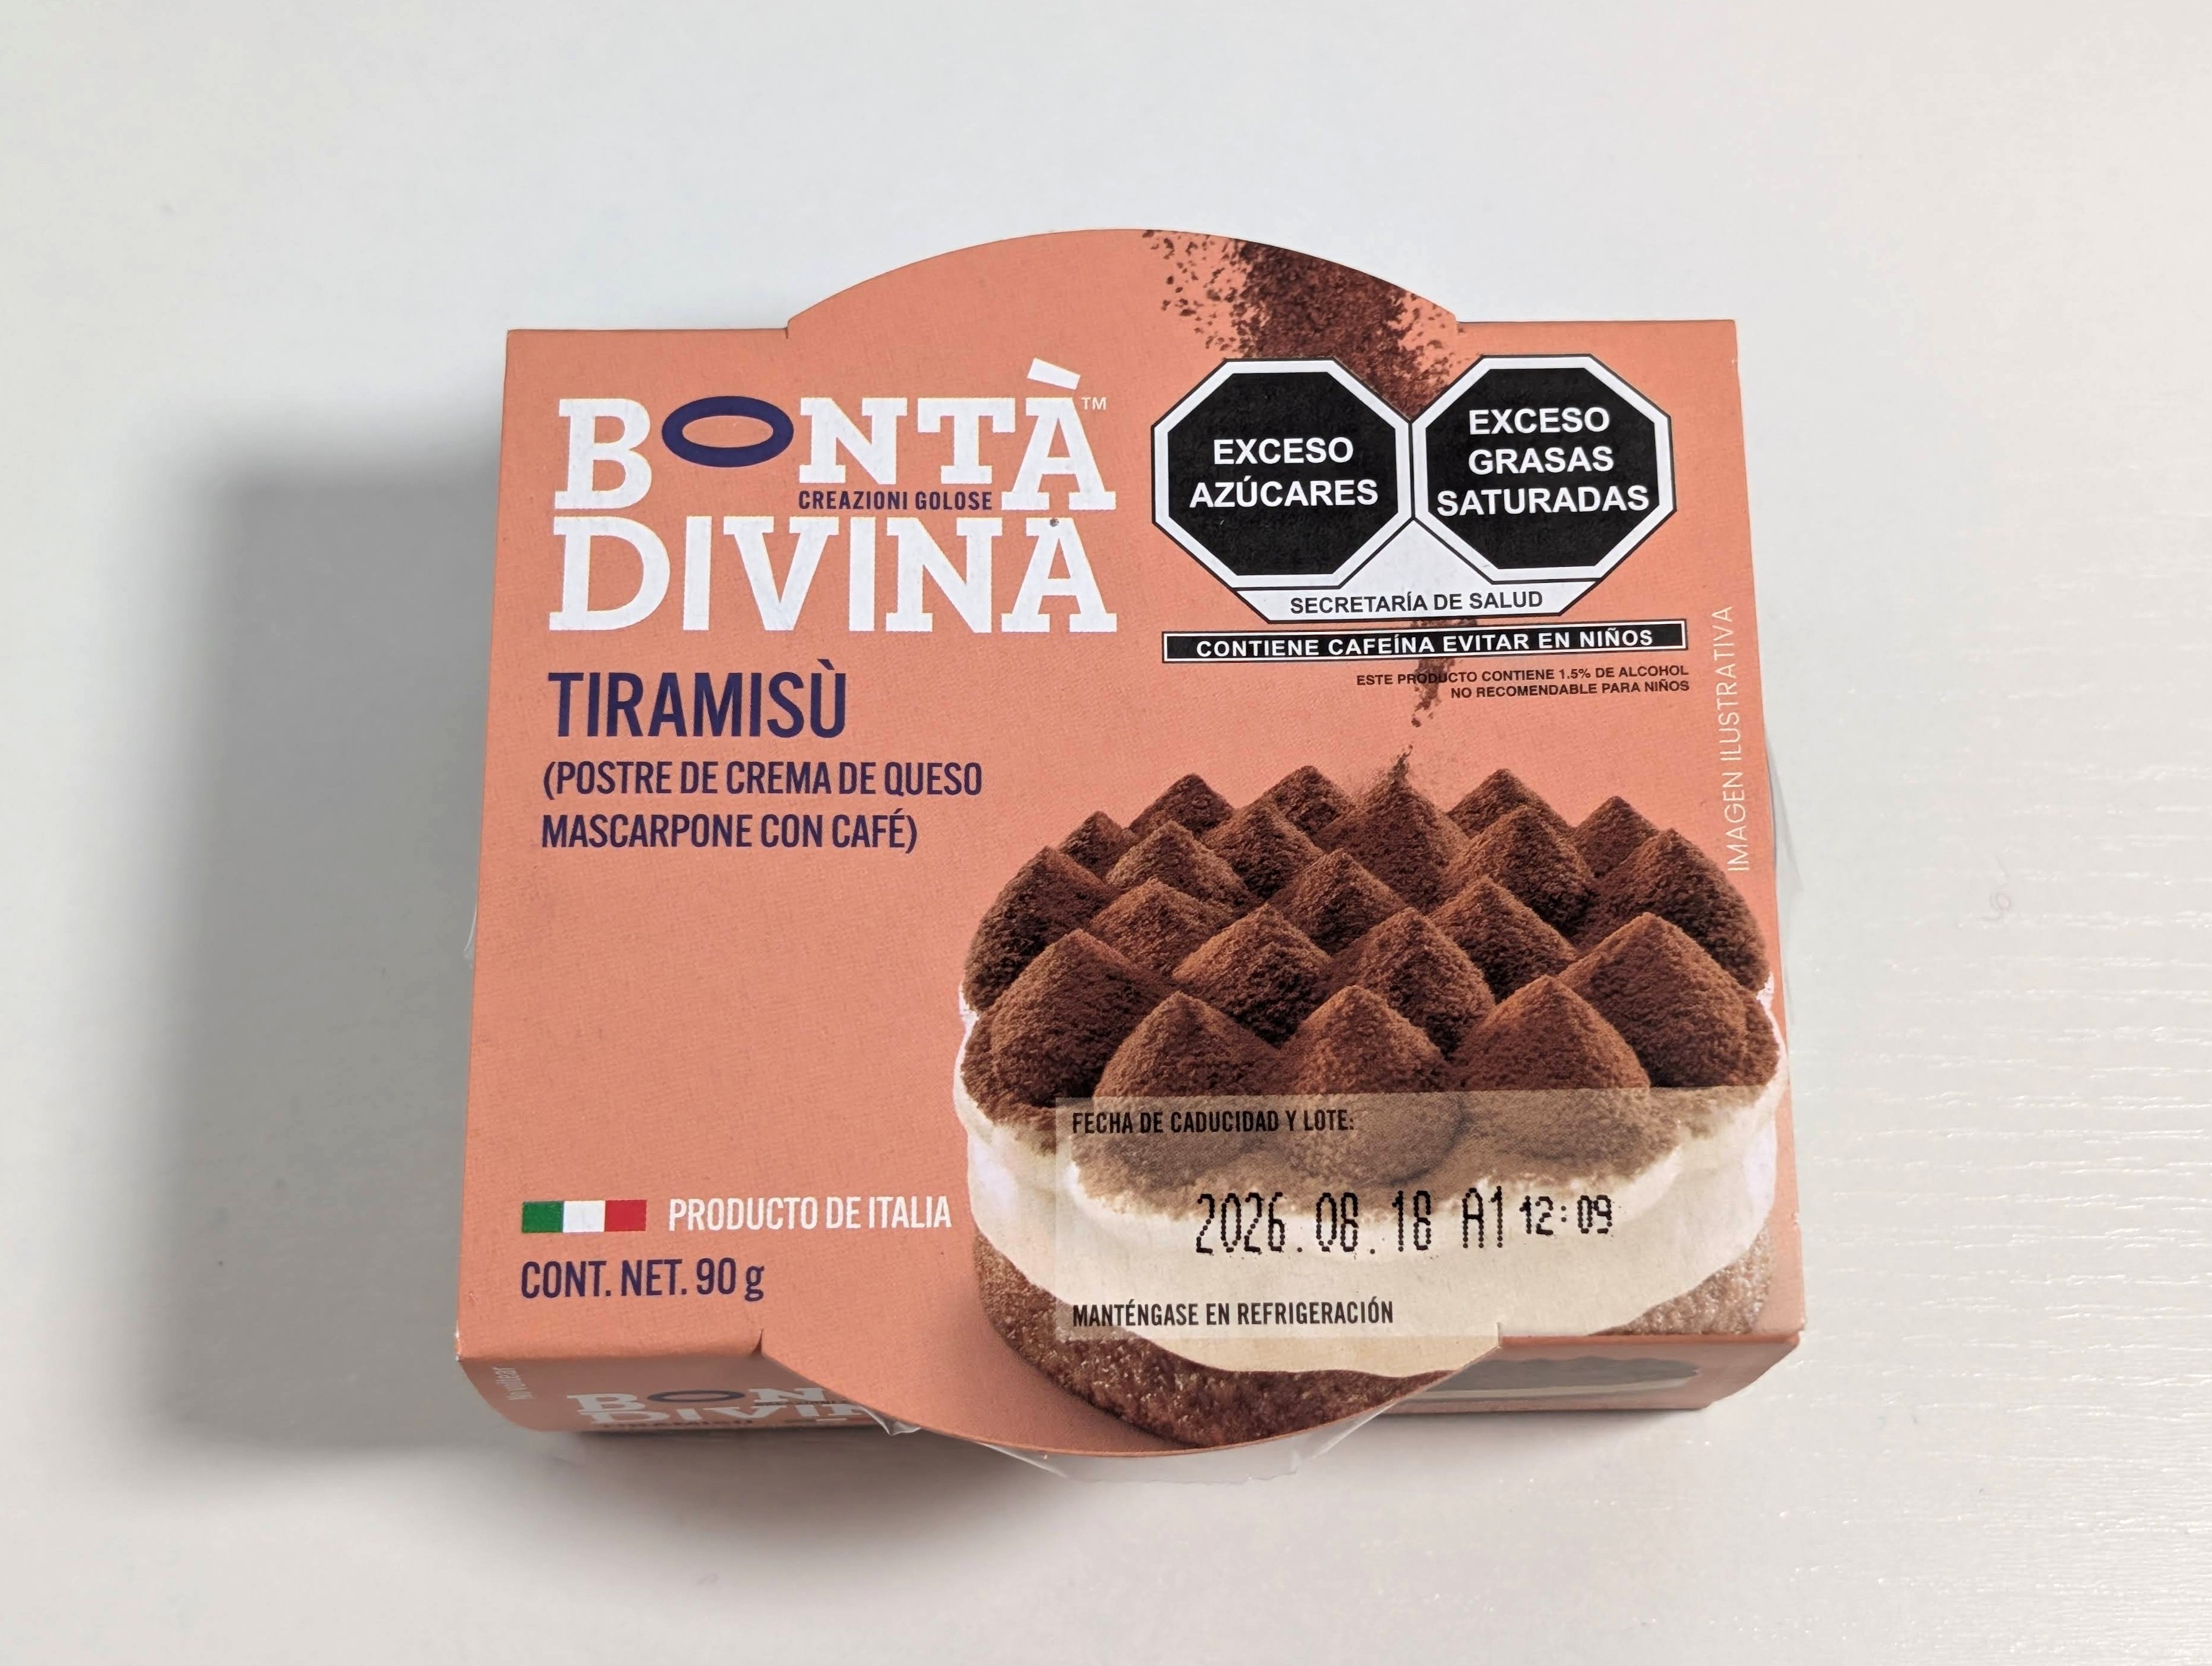 BONTÀ™
CREAZIONI GOLOSE
DIVINA
TIRAMISÙ
(POSTRE DE CREMA DE QUESO
MASCARPONE CON CAFÉ)
EXCESO
AZÚCARES
EXCESO
GRASAS
SATURADAS
SECRETARÍA DE SALUD
CONTIENE CAFEÍNA EVITAR EN NIÑOS
ESTE PRODUCTO CONTIENE 1.5% DE ALCOHOL
NO RECOMENDABLE PARA NIÑOS
IMAGEN ILUSTRATIVA
FECHA DE CADUCIDAD Y LOTE:
2026.08.18 A1 12:09
MANTÉNGASE EN REFRIGERACIÓN
PRODUCTO DE ITALIA
CONT. NET. 90 g
BON
DIVIN